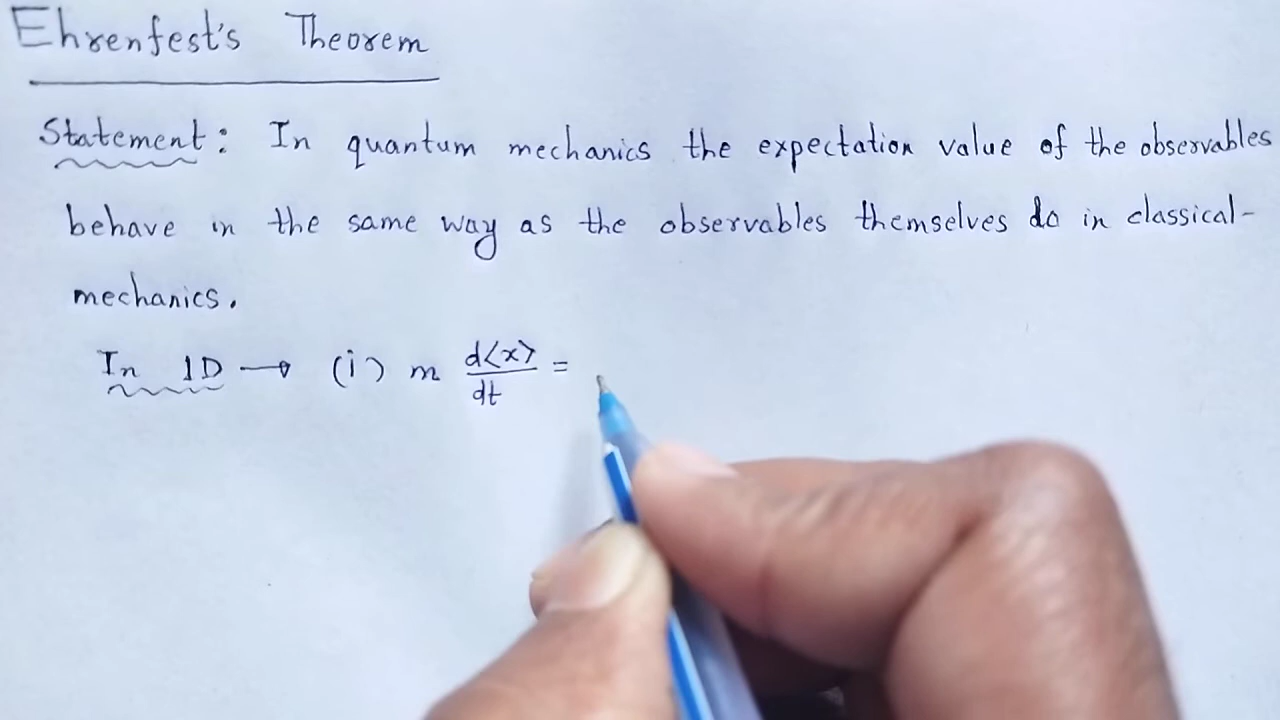 Ehrenfest's Theorem
Statement: In quantum mechanics the expectation value of the observables
behave in the same way as the observables themselves do in classical-
mechanics.
In 1D → (i) m d<x>/dt =